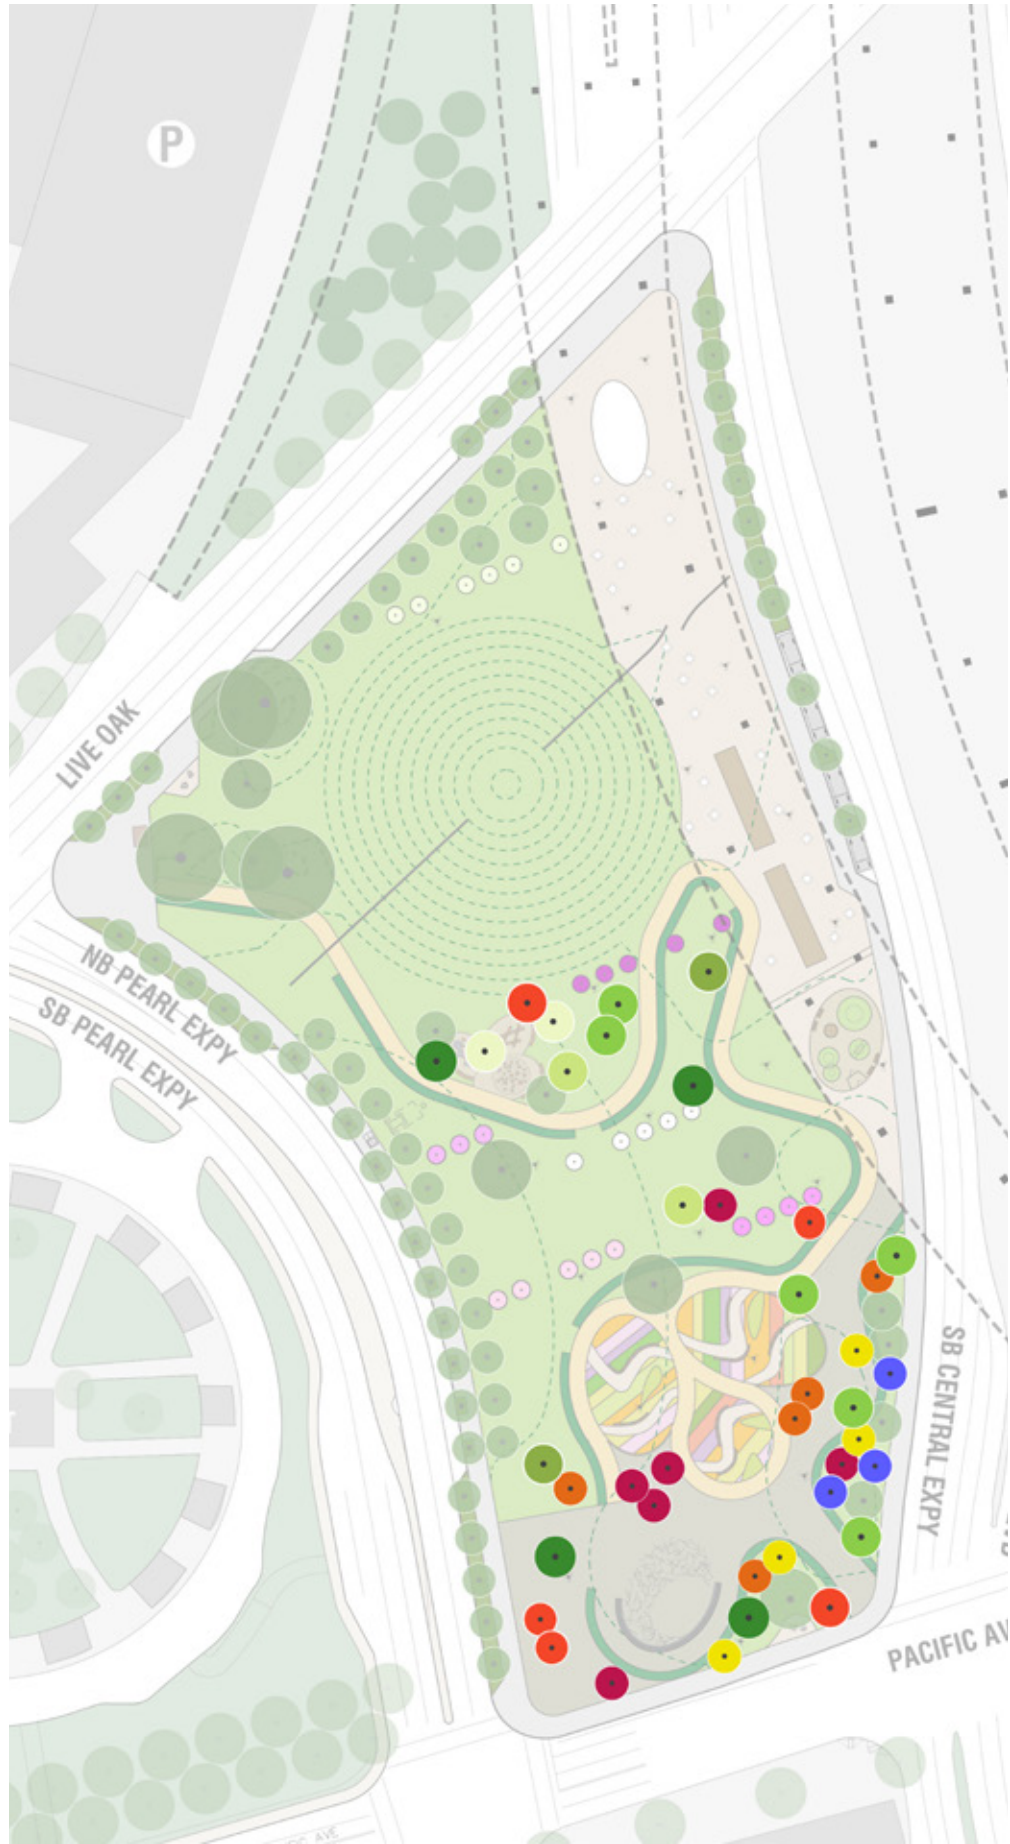 P
LIVE OAK
NB PEARL EXPY
SB PEARL EXPY
SB CENTRAL EXPY
PACIFIC AV